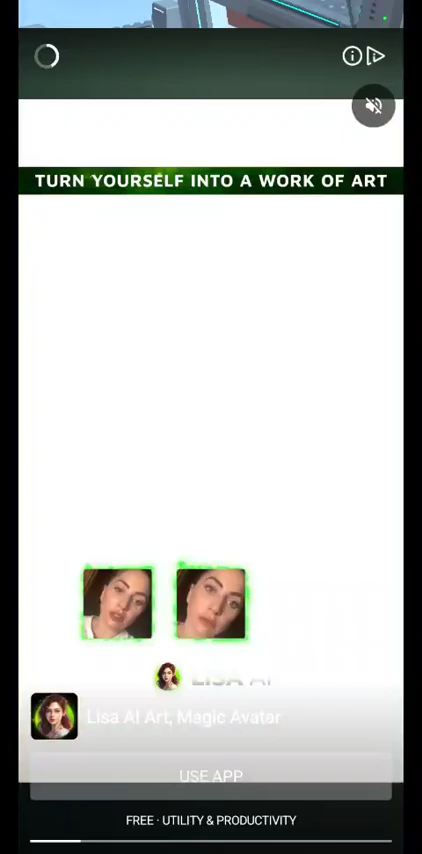 TURN YOURSELF INTO A WORK OF ART
LISA AI
Lisa AI Art, Magic Avatar
USE APP
FREE · UTILITY & PRODUCTIVITY